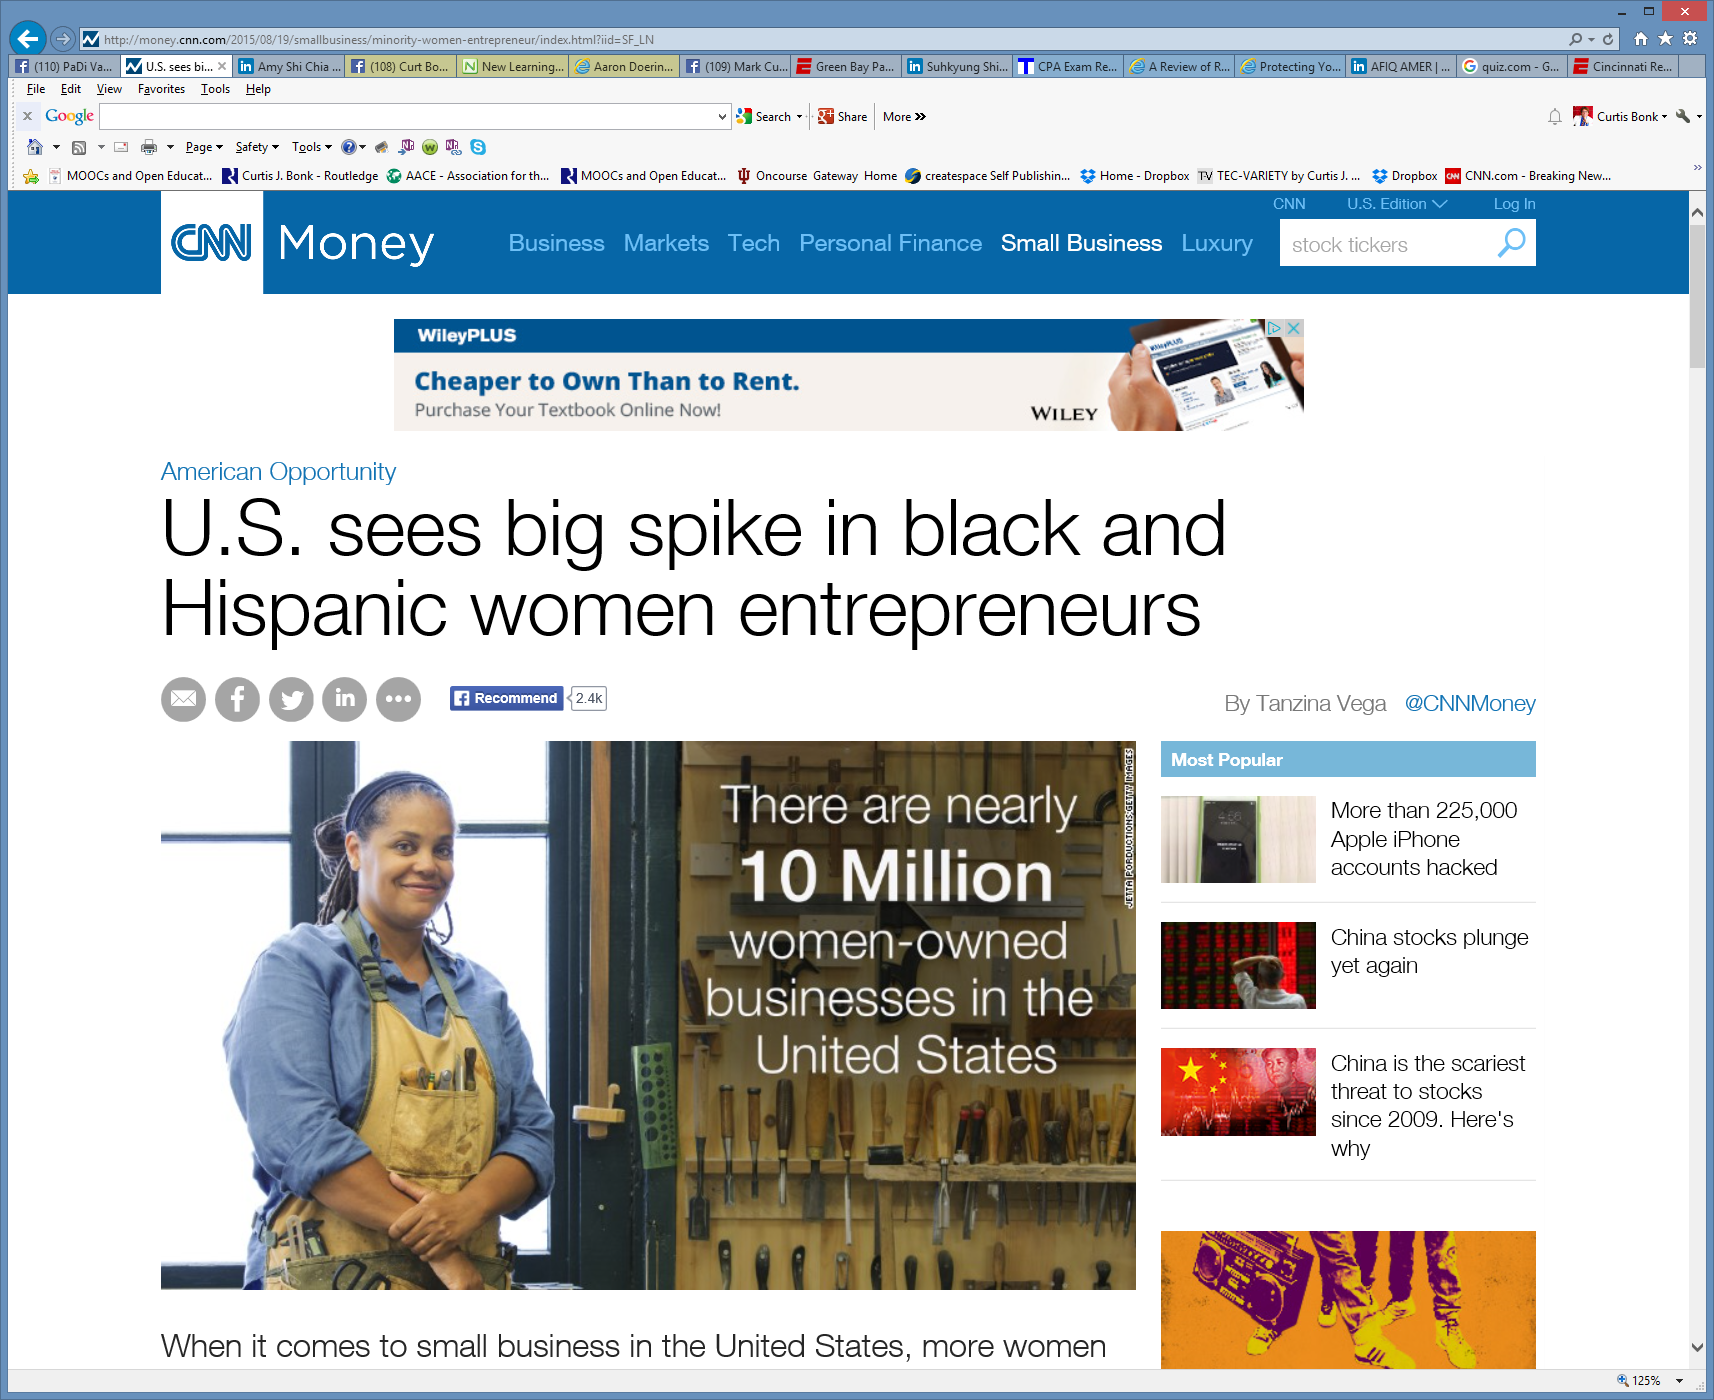 http://money.cnn.com/2015/08/19/smallbusiness/minority-women-entrepreneur/index.html?iid=SF_LN
(110) PaDi Va... U.S. sees bi... Amy Shi Chia ... (108) Curt Bo... New Learning... Aaron Doerin... (109) Mark Cu... Green Bay Pa... Suhkyung Shi... CPA Exam Re... A Review of R... Protecting Yo... AFIQ AMER | ... quiz.com - G... Cincinnati Re...
File Edit View Favorites Tools Help
x Google Search Share More » Curtis Bonk
Page Safety Tools
MOOCs and Open Educat... Curtis J. Bonk - Routledge AACE - Association for th... MOOCs and Open Educat... Oncourse Gateway Home createspace Self Publishin... Home - Dropbox TEC-VARIETY by Curtis J. ... Dropbox CNN.com - Breaking New...
CNN U.S. Edition Log In
CNN Money Business Markets Tech Personal Finance Small Business Luxury stock tickers
WileyPLUS
Cheaper to Own Than to Rent.
Purchase Your Textbook Online Now!
WILEY
American Opportunity
U.S. sees big spike in black and
Hispanic women entrepreneurs
Recommend 2.4k
By Tanzina Vega @CNNMoney
There are nearly
10 Million
women-owned
businesses in the
United States
JETTA PORDUCTIONS/GETTY IMAGES
Most Popular
More than 225,000
Apple iPhone
accounts hacked
China stocks plunge
yet again
China is the scariest
threat to stocks
since 2009. Here's
why
When it comes to small business in the United States, more women
125%